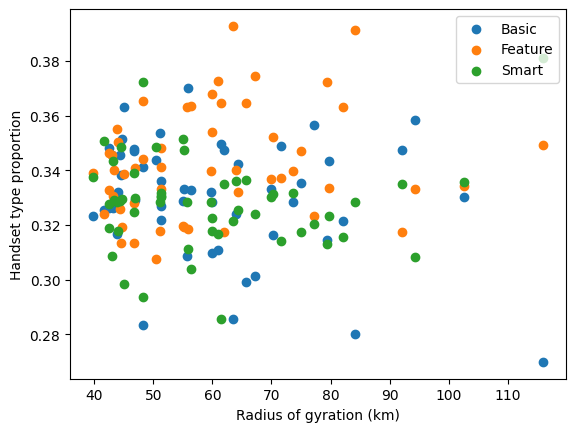 Basic
Feature
Smart
0.38
0.36
0.34
0.32
0.30
0.28
Handset type proportion
40 50 60 70 80 90 100 110
Radius of gyration (km)